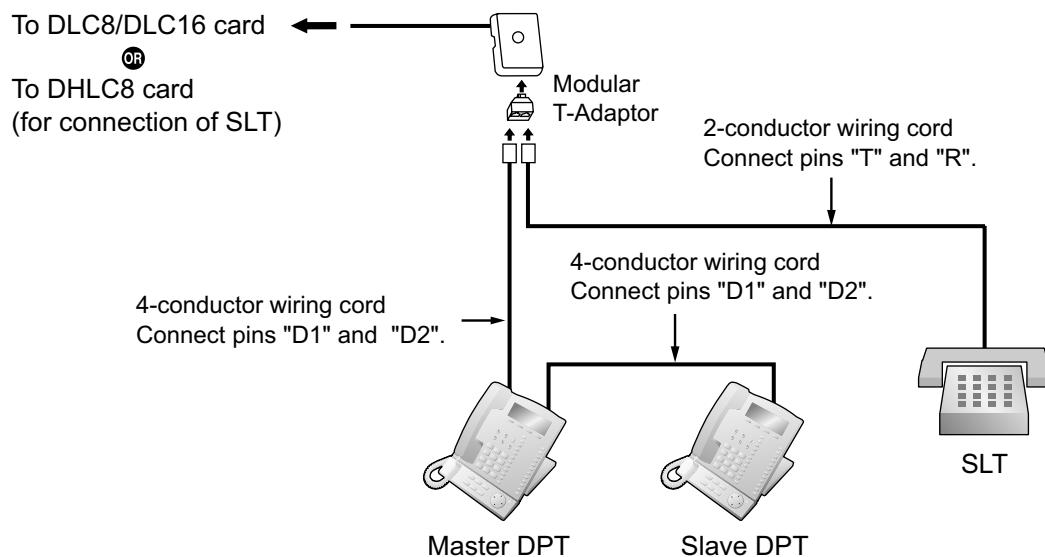 To DLC8/DLC16 card
OR
To DHLC8 card
(for connection of SLT)
Modular
T-Adaptor
2-conductor wiring cord
Connect pins "T" and "R".
4-conductor wiring cord
Connect pins "D1" and "D2".
4-conductor wiring cord
Connect pins "D1" and  "D2".
SLT
Master DPT
Slave DPT